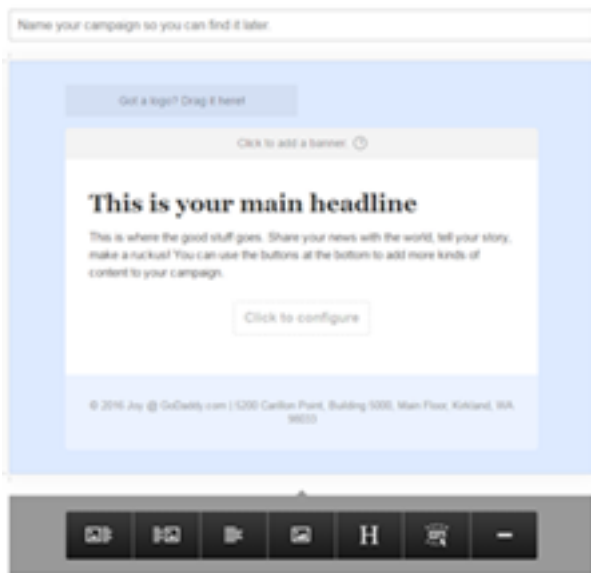 Name your campaign so you can find it later.
Got a logo? Drag it here!
Click to add a banner. ?
This is your main headline
This is where the good stuff goes. Share your news with the world, tell your story,
make a ruckus! You can use the buttons at the bottom to add more kinds of
content to your campaign.
Click to configure
© 2016 Joy @ GoDaddy.com | 5200 Carillon Point, Building 5000, Main Floor, Kirkland, WA
98033
H